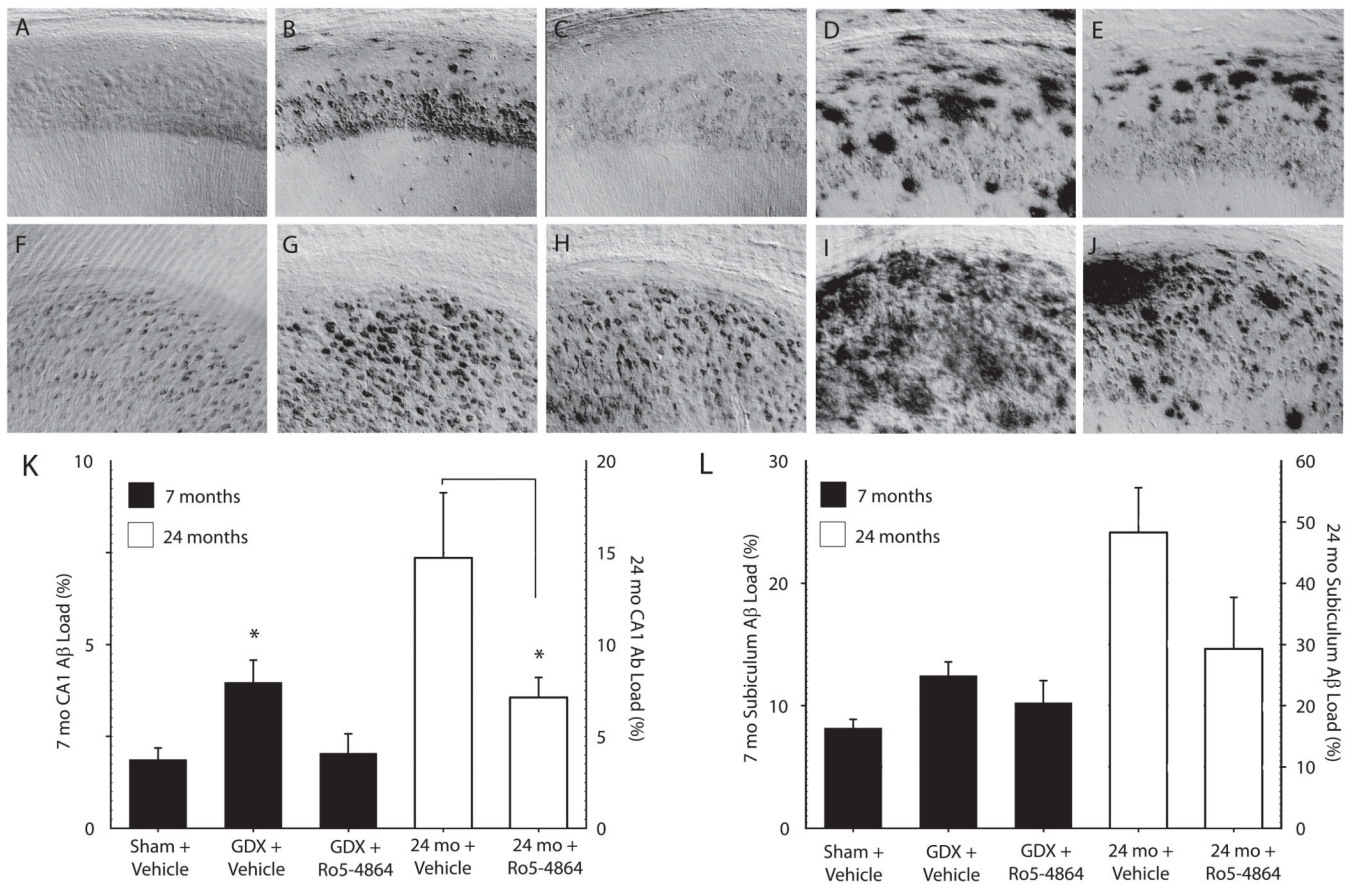 A
B
C
D
E
F
G
H
I
J
K
10
5
0
7 mo CA1 Aβ Load (%)
7 months
24 months
*
*
20
15
10
5
0
24 mo CA1 Ab Load (%)
Sham +
Vehicle
GDX +
Vehicle
GDX +
Ro5-4864
24 mo +
Vehicle
24 mo +
Ro5-4864
L
30
20
10
0
7 mo Subiculum Aβ Load (%)
7 months
24 months
60
50
40
30
20
10
0
24 mo Subiculum Aβ Load (%)
Sham +
Vehicle
GDX +
Vehicle
GDX +
Ro5-4864
24 mo +
Vehicle
24 mo +
Ro5-4864